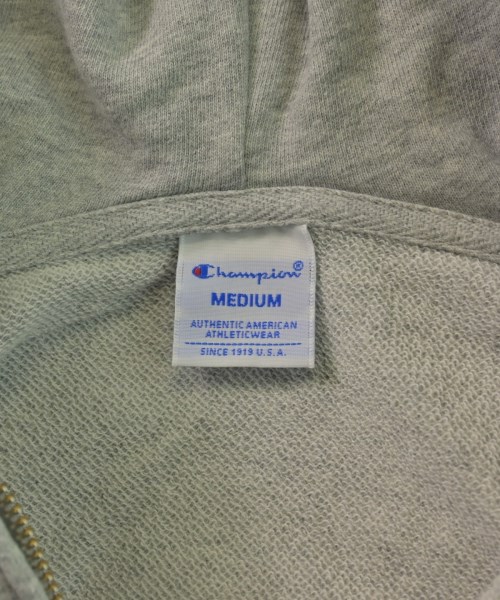 Champion®
MEDIUM
AUTHENTIC AMERICAN
ATHLETICWEAR
SINCE 1919 U.S.A.